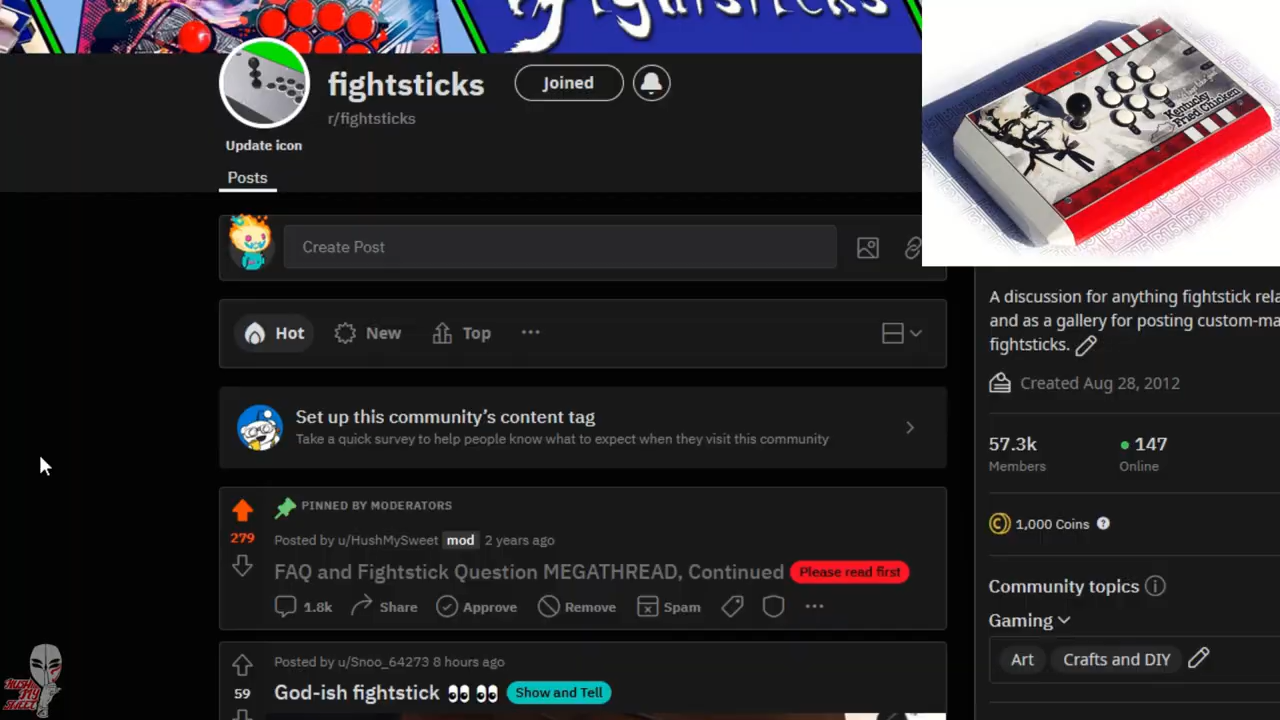 fightsticks
fightsticks
Joined
r/fightsticks
Update icon
Posts
Create Post
Hot
New
Top
Kentucky
Fried Chicken
A discussion for anything fightstick rela
and as a gallery for posting custom-ma
fightsticks.
Created Aug 28, 2012
57.3k
147
Members
Online
1,000 Coins
Community topics
Gaming
Art
Crafts and DIY
Set up this community's content tag
Take a quick survey to help people know what to expect when they visit this community
PINNED BY MODERATORS
279
Posted by u/HushMySweet mod 2 years ago
FAQ and Fightstick Question MEGATHREAD, Continued Please read first
1.8k Share Approve Remove Spam
Posted by u/Snoo_64273 8 hours ago
59
God-ish fightstick 👀 👀 Show and Tell
HUSH
MY
SWEET